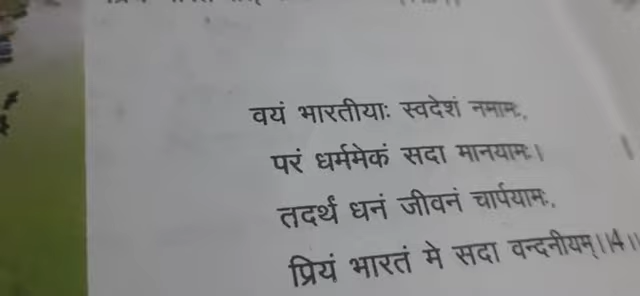 वयं भारतीयाः स्वदेशं नमामः,
परं धर्ममेकं सदा मानयामः।
तदर्थं धनं जीवनं चार्पयामः,
प्रियं भारतं मे सदा वन्दनीयम्।।4।।